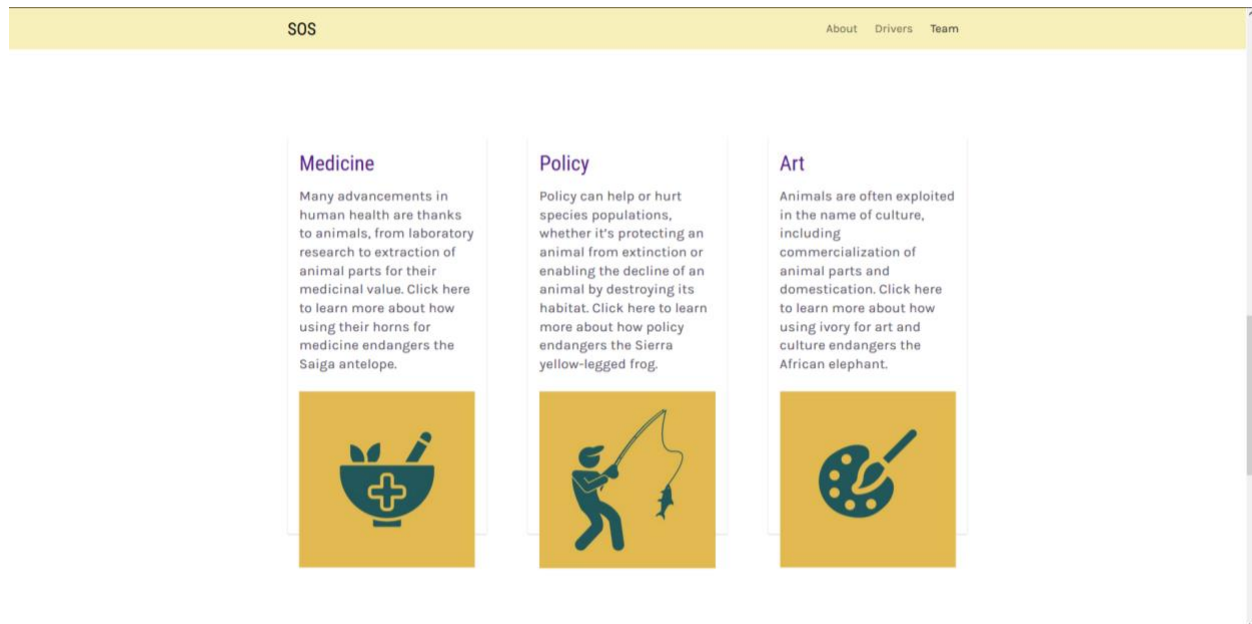 SOS
About Drivers Team
Medicine
Many advancements in
human health are thanks
to animals, from laboratory
research to extraction of
animal parts for their
medicinal value. Click here
to learn more about how
using their horns for
medicine endangers the
Saiga antelope.
Policy
Policy can help or hurt
species populations,
whether it's protecting an
animal from extinction or
enabling the decline of an
animal by destroying its
habitat. Click here to learn
more about how policy
endangers the Sierra
yellow-legged frog.
Art
Animals are often exploited
in the name of culture,
including
commercialization of
animal parts and
domestication. Click here
to learn more about how
using ivory for art and
culture endangers the
African elephant.